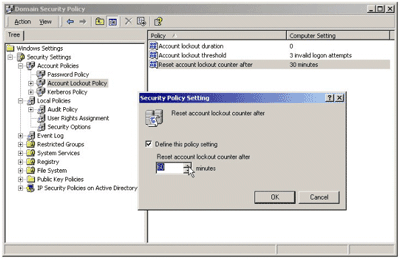 Domain Security Policy
Action View
Tree
Policy Computer Setting
Windows Settings
Security Settings
Account Policies
Password Policy
Account Lockout Policy
Kerberos Policy
Local Policies
Audit Policy
User Rights Assignment
Security Options
Event Log
Restricted Groups
System Services
Registry
File System
Public Key Policies
IP Security Policies on Active Directory
Account lockout duration 0
Account lockout threshold 3 invalid logon attempts
Reset account lockout counter after 30 minutes
Security Policy Setting
Reset account lockout counter after
Define this policy setting
Reset account lockout counter after
minutes
OK Cancel